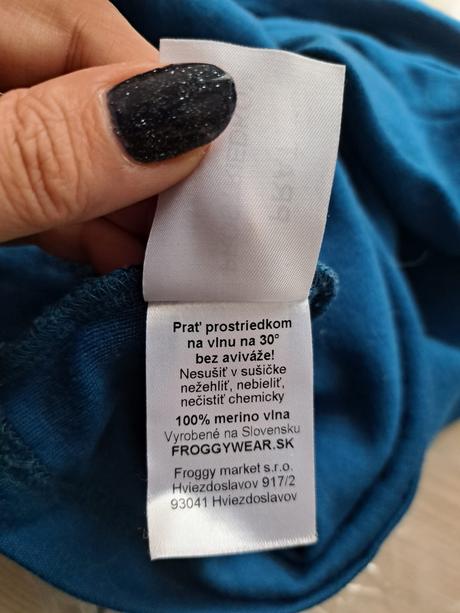 Prať prostriedkom
na vlnu na 30°
bez aviváže!
Nesušiť v sušičke
nežehliť, nebieliť,
nečistiť chemicky
100% merino vlna
Vyrobené na Slovensku
FROGGYWEAR.SK
Froggy market s.r.o.
Hviezdoslavov 917/2
93041 Hviezdoslavov